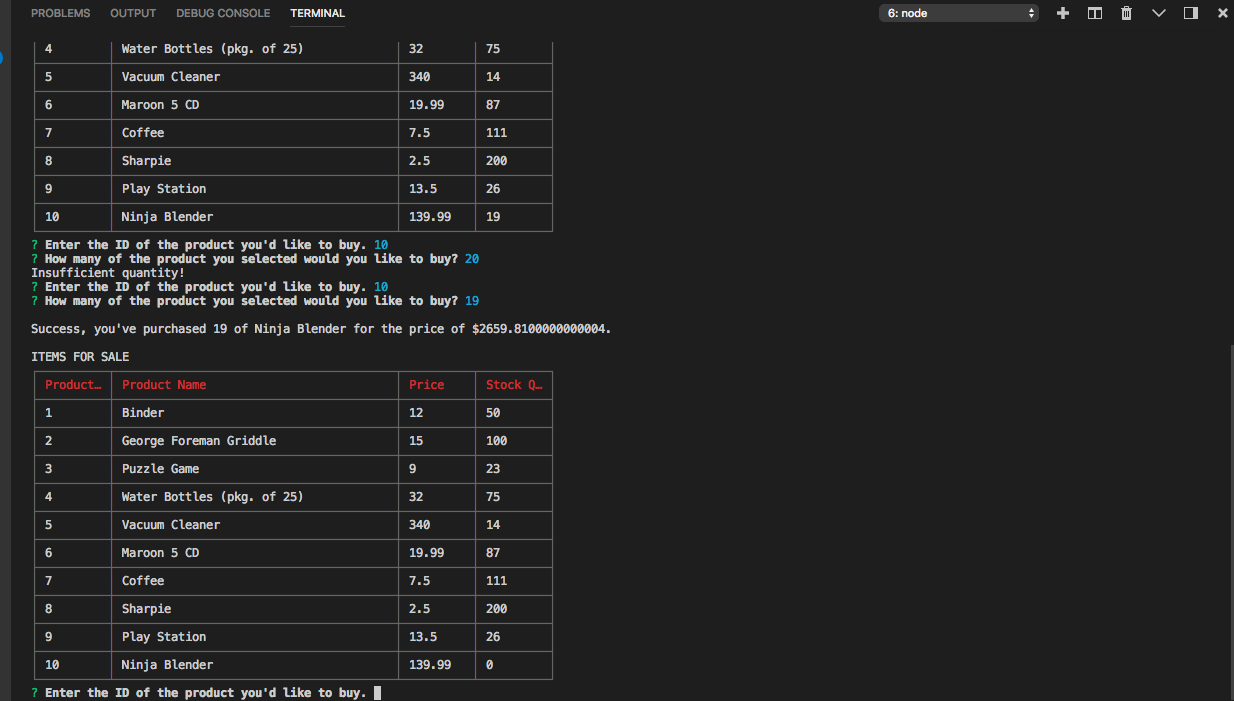 PROBLEMS OUTPUT DEBUG CONSOLE TERMINAL 6: node
4 Water Bottles (pkg. of 25) 32 75
5 Vacuum Cleaner 340 14
6 Maroon 5 CD 19.99 87
7 Coffee 7.5 111
8 Sharpie 2.5 200
9 Play Station 13.5 26
10 Ninja Blender 139.99 19
? Enter the ID of the product you'd like to buy. 10
? How many of the product you selected would you like to buy? 20
Insufficient quantity!
? Enter the ID of the product you'd like to buy. 10
? How many of the product you selected would you like to buy? 19
Success, you've purchased 19 of Ninja Blender for the price of $2659.8100000000004.
ITEMS FOR SALE
Product… Product Name Price Stock Q…
1 Binder 12 50
2 George Foreman Griddle 15 100
3 Puzzle Game 9 23
4 Water Bottles (pkg. of 25) 32 75
5 Vacuum Cleaner 340 14
6 Maroon 5 CD 19.99 87
7 Coffee 7.5 111
8 Sharpie 2.5 200
9 Play Station 13.5 26
10 Ninja Blender 139.99 0
? Enter the ID of the product you'd like to buy.